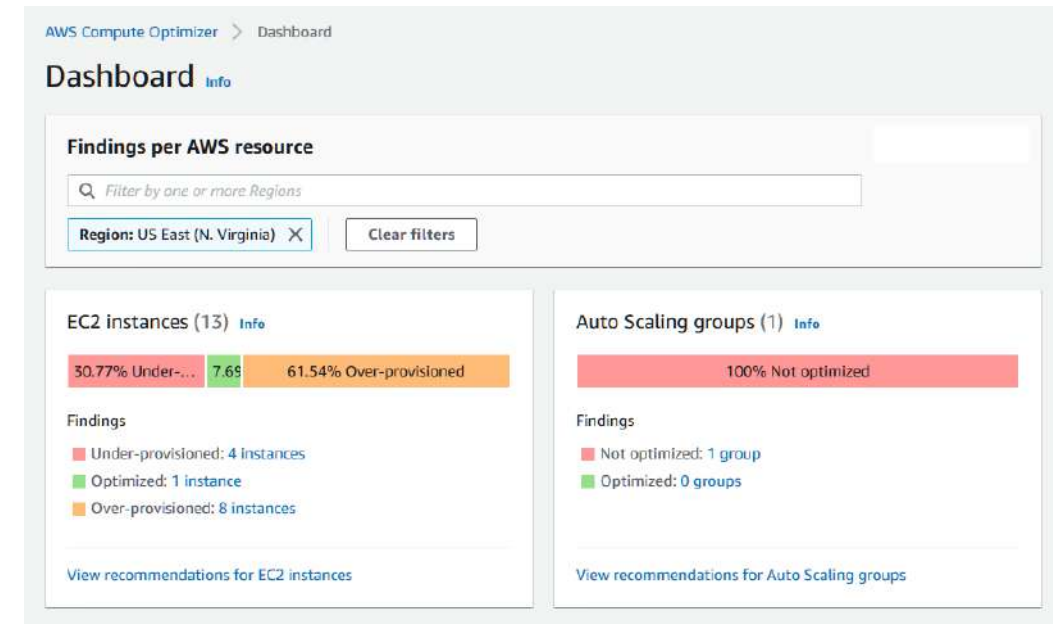 AWS Compute Optimizer > Dashboard
Dashboard Info
Findings per AWS resource
Filter by one or more Regions
Region: US East (N. Virginia) ×
Clear filters
EC2 instances (13) Info
30.77% Under-... 7.69 61.54% Over-provisioned
Findings
Under-provisioned: 4 instances
Optimized: 1 instance
Over-provisioned: 8 instances
View recommendations for EC2 instances
Auto Scaling groups (1) Info
100% Not optimized
Findings
Not optimized: 1 group
Optimized: 0 groups
View recommendations for Auto Scaling groups